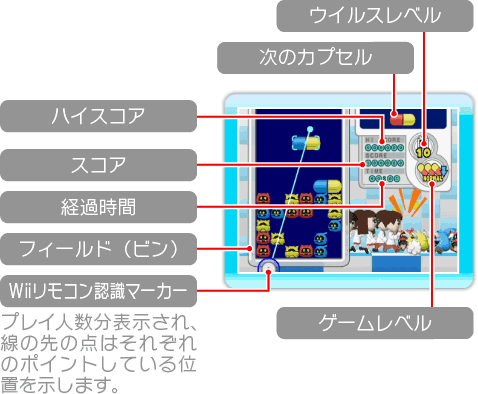 ウイルスレベル
次のカプセル
ハイスコア
スコア
経過時間
フィールド（ビン）
Wiiリモコン認識マーカー
プレイ人数分表示され、
線の先の点はそれぞれ
のポイントしている位
置を示します。
ゲームレベル
SCORE
TIME
10